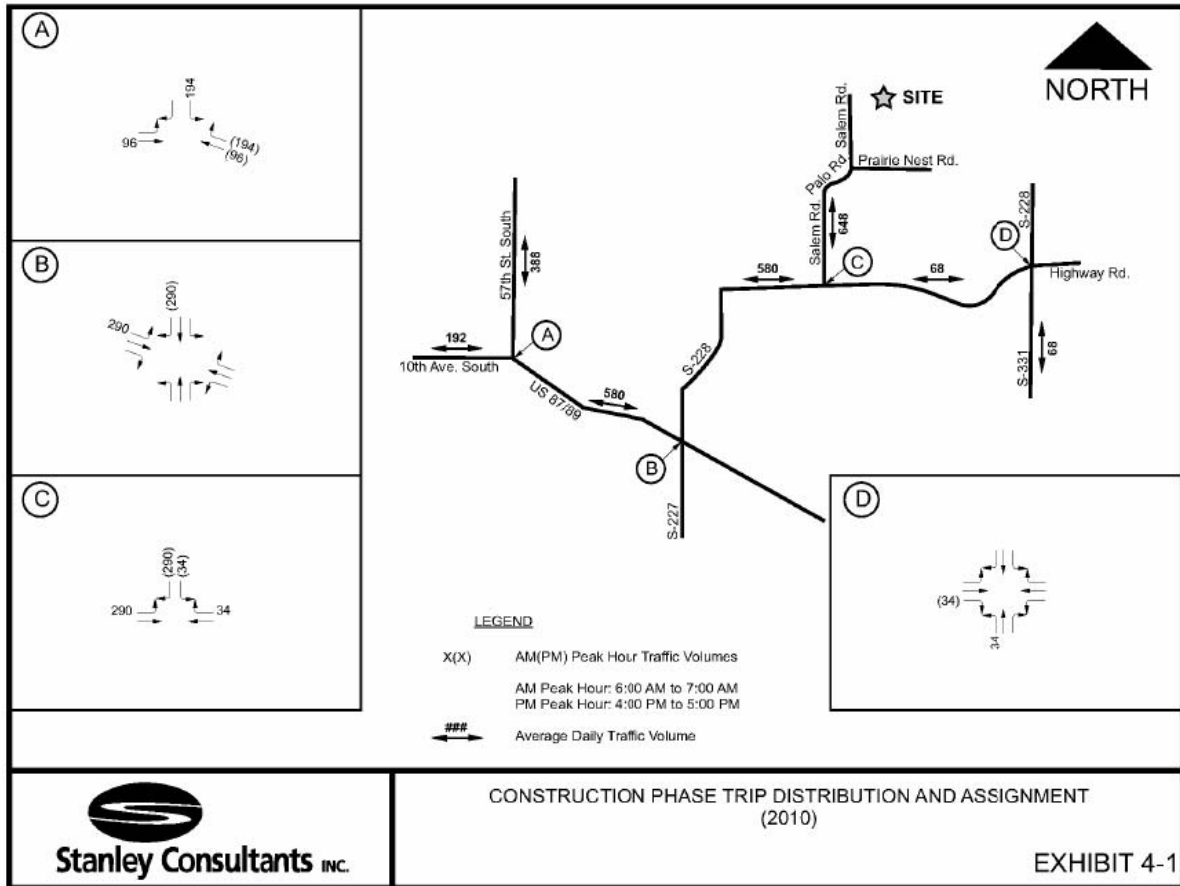 A
194
96
(194)
(96)
B
(290)
290
C
(290)
(34)
290
34
NORTH
SITE
Salem Rd.
Palo Rd.
Prairie Nest Rd.
Salem Rd.
648
57th St. South
388
192
10th Ave. South
A
US 87/89
580
B
S-227
S-228
580
C
68
D
S-228
Highway Rd.
S-331
68
D
(34)
34
LEGEND
X(X) AM(PM) Peak Hour Traffic Volumes
AM Peak Hour: 6:00 AM to 7:00 AM
PM Peak Hour: 4:00 PM to 5:00 PM
### Average Daily Traffic Volume
Stanley Consultants INC.
CONSTRUCTION PHASE TRIP DISTRIBUTION AND ASSIGNMENT
(2010)
EXHIBIT 4-1